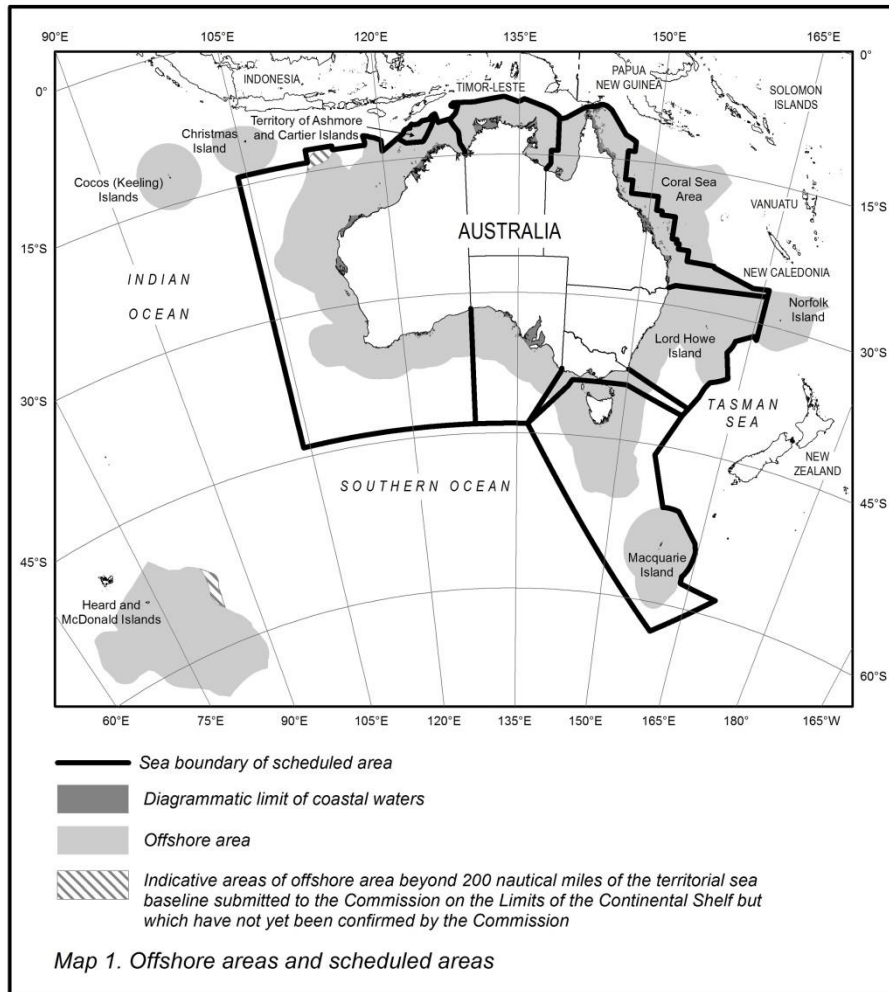 90°E
105°E
120°E
135°E
150°E
165°E
0°
0°
INDONESIA
TIMOR-LESTE
PAPUA
NEW GUINEA
SOLOMON
ISLANDS
Territory of Ashmore
and Cartier Islands
Christmas
Island
Cocos (Keeling)
Islands
Coral Sea
Area
VANUATU
15°S
15°S
AUSTRALIA
INDIAN
OCEAN
NEW CALEDONIA
Norfolk
Island
Lord Howe
Island
30°S
30°S
TASMAN
SEA
NEW
ZEALAND
SOUTHERN OCEAN
45°S
45°S
Macquarie
Island
Heard and
McDonald Islands
60°S
60°E
75°E
90°E
105°E
120°E
135°E
150°E
165°E
180°
165°W
Sea boundary of scheduled area
Diagrammatic limit of coastal waters
Offshore area
Indicative areas of offshore area beyond 200 nautical miles of the territorial sea
baseline submitted to the Commission on the Limits of the Continental Shelf but
which have not yet been confirmed by the Commission
Map 1. Offshore areas and scheduled areas